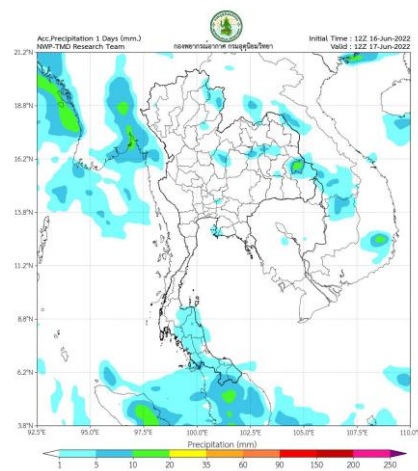 Acc.Precipitation 1 Days (mm.)
Initial Time : 12Z 16-Jun-2022
NWP-TMD Research Team
กองพยากรณ์อากาศ กรมอุตุนิยมวิทยา
Valid : 12Z 17-Jun-2022
21.2°N
18.8°N
16.2°N
13.8°N
11.2°N
8.8°N
6.2°N
3.8°N
92.5°E 95.0°E 97.5°E 100.0°E 102.5°E 105.0°E 107.5°E 110.0°E
Precipitation (mm)
1 5 10 20 35 60 90 150 200 250